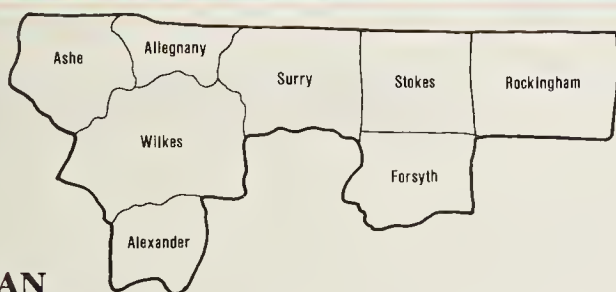 Ashe
Allegnany
Surry
Stokes
Rockingham
Wilkes
Forsyth
Alexander
AN